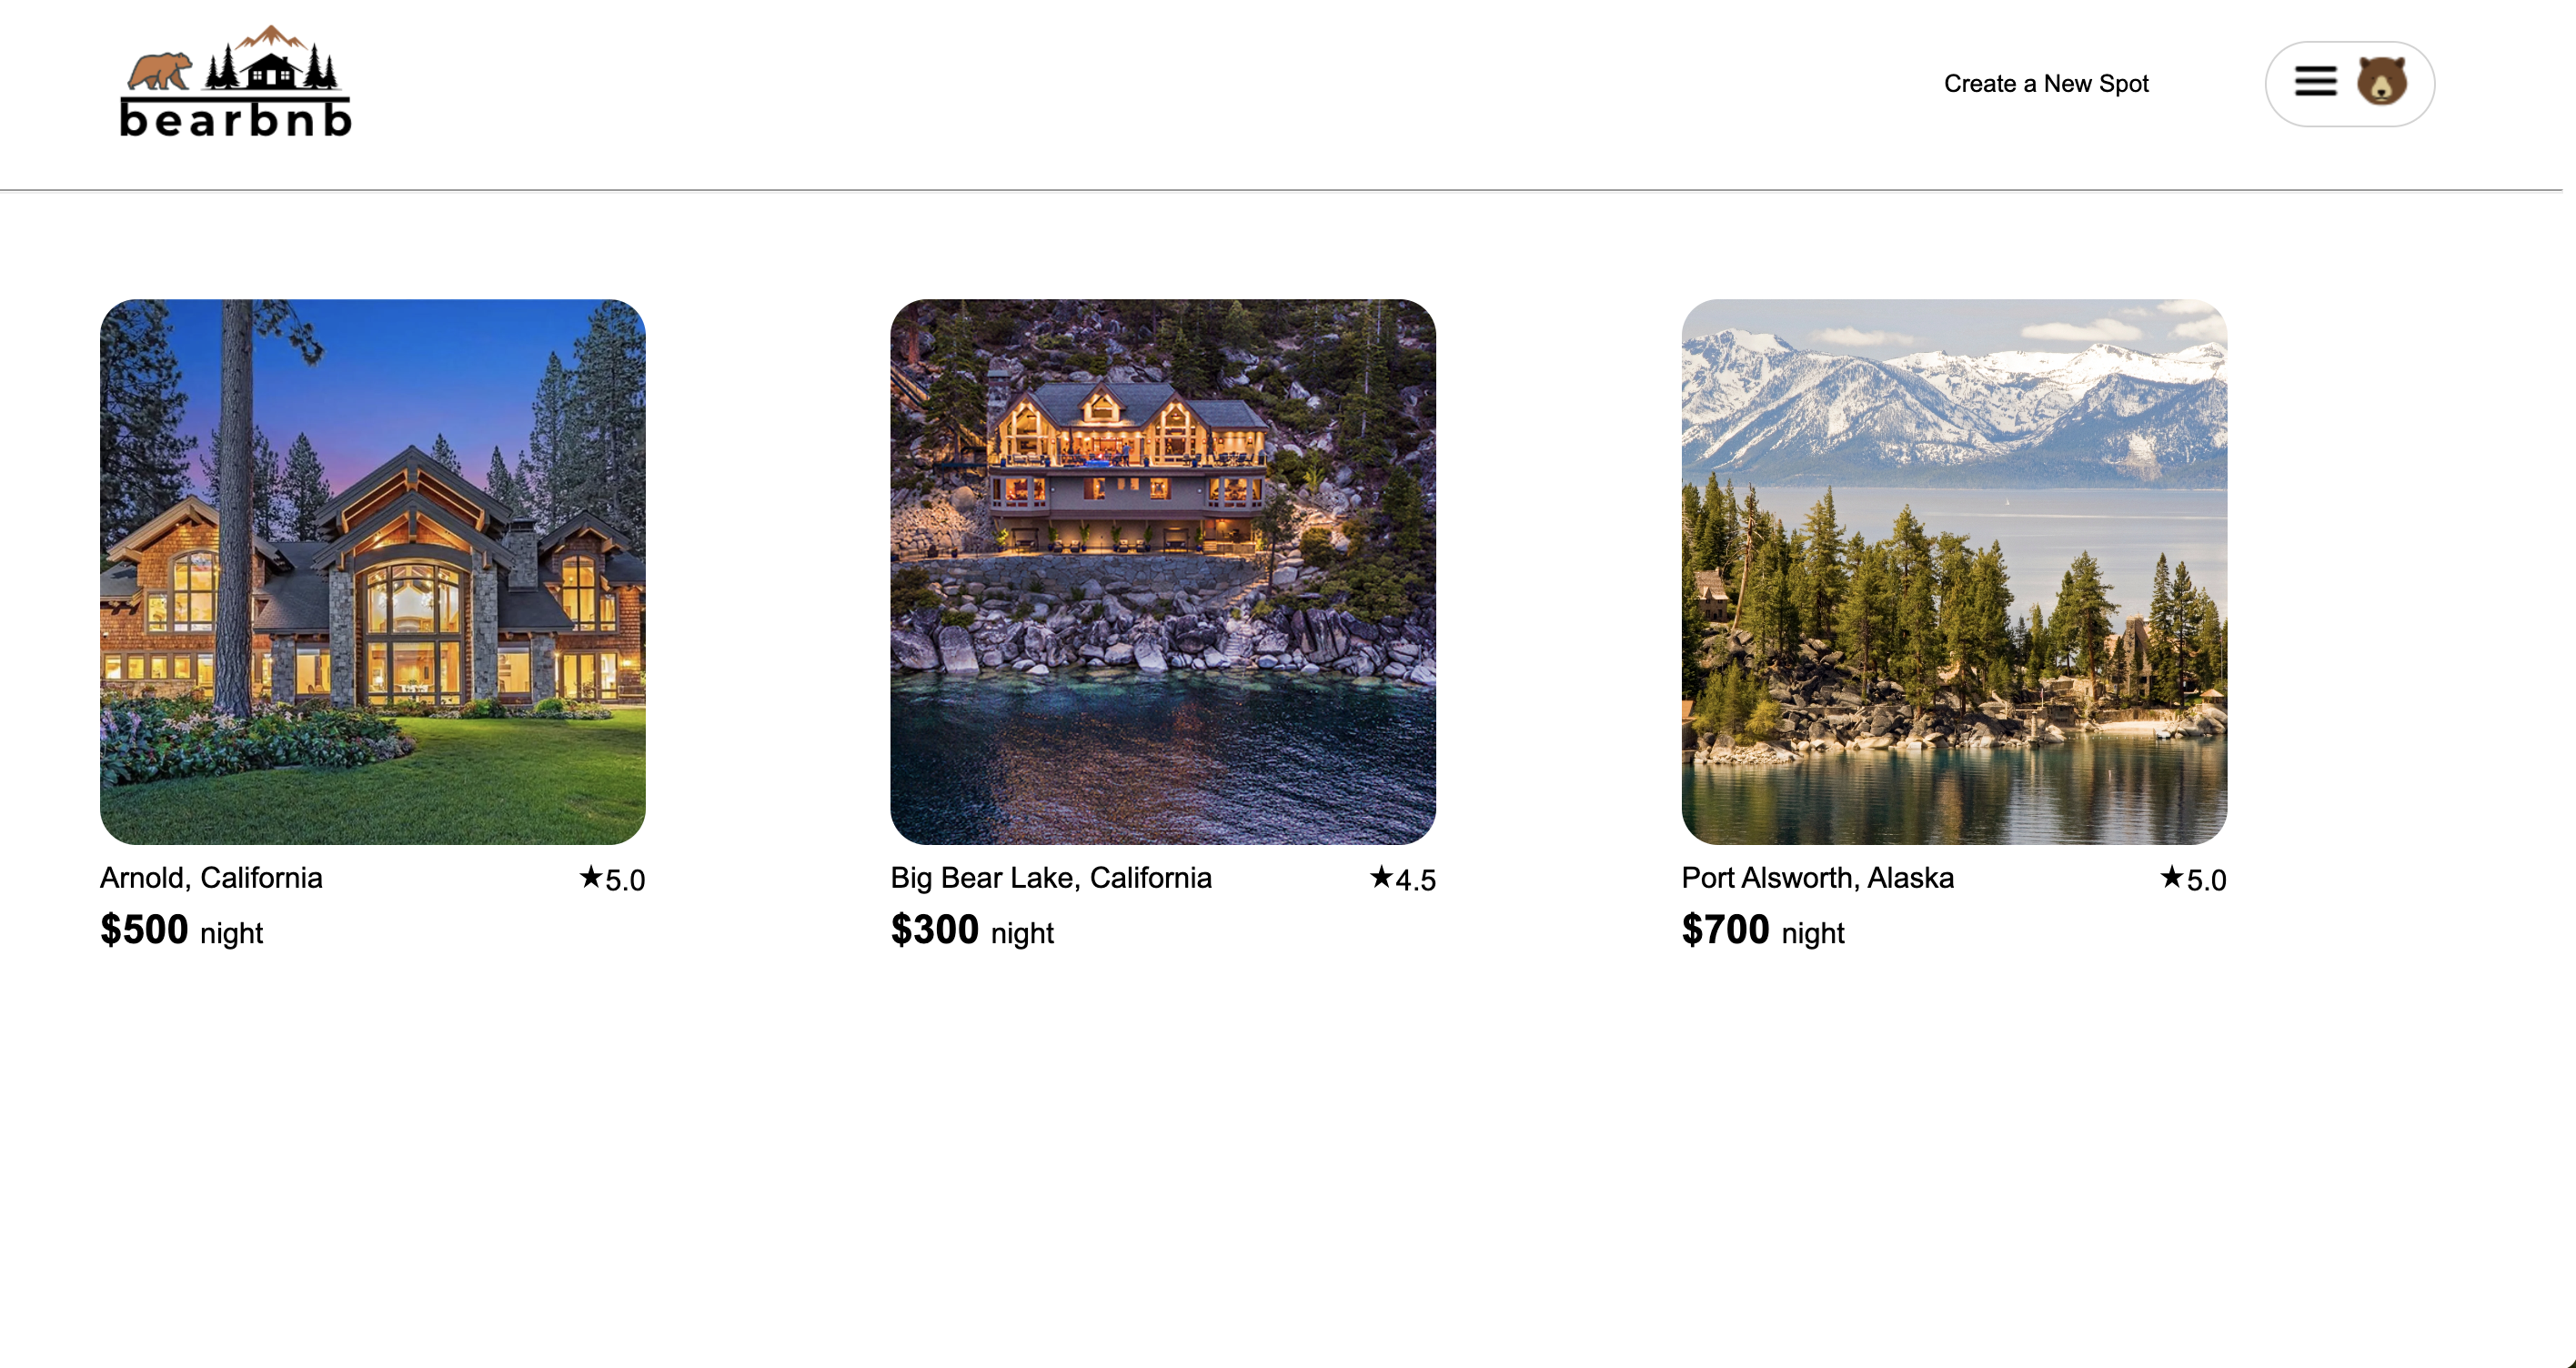 bearbnb
Create a New Spot
Arnold, California ★5.0
$500 night
Big Bear Lake, California ★4.5
$300 night
Port Alsworth, Alaska ★5.0
$700 night